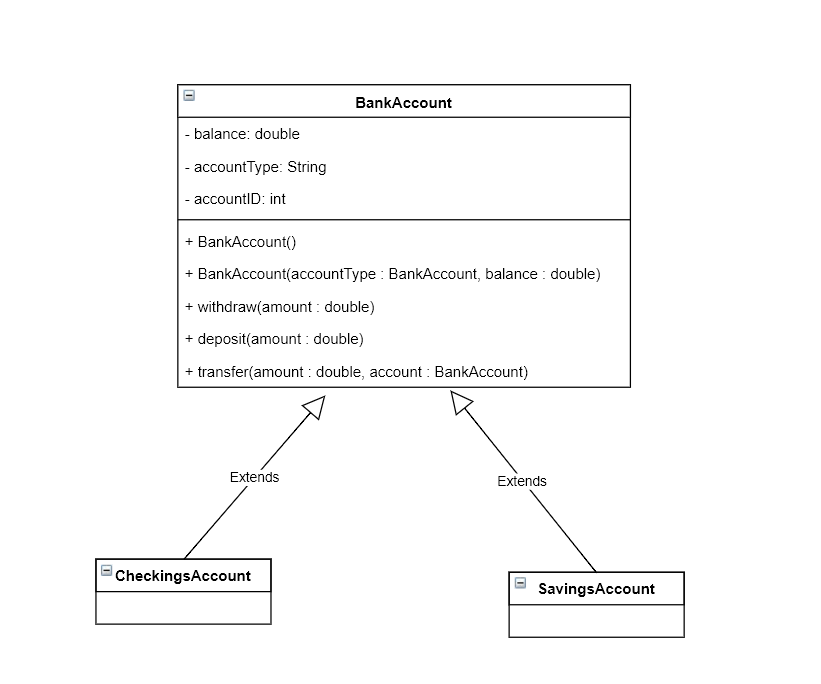 BankAccount
- balance: double
- accountType: String
- accountID: int
+ BankAccount()
+ BankAccount(accountType : BankAccount, balance : double)
+ withdraw(amount : double)
+ deposit(amount : double)
+ transfer(amount : double, account : BankAccount)
Extends
Extends
CheckingsAccount
SavingsAccount